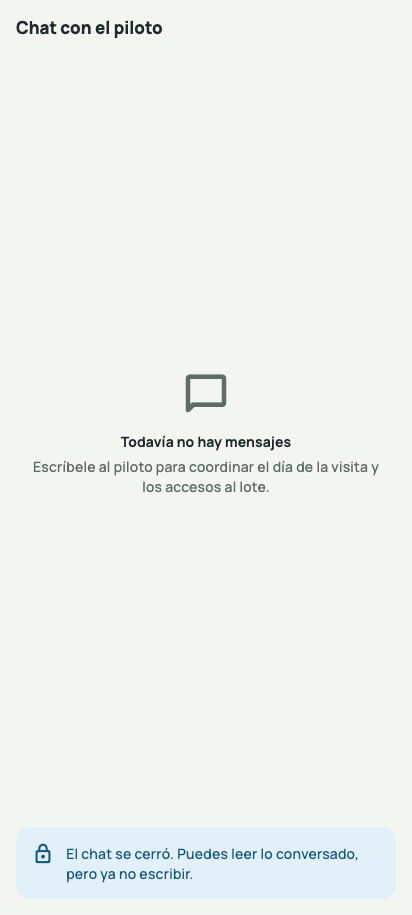 Chat con el piloto
Todavía no hay mensajes
Escríbele al piloto para coordinar el día de la visita y
los accesos al lote.
El chat se cerró. Puedes leer lo conversado,
pero ya no escribir.